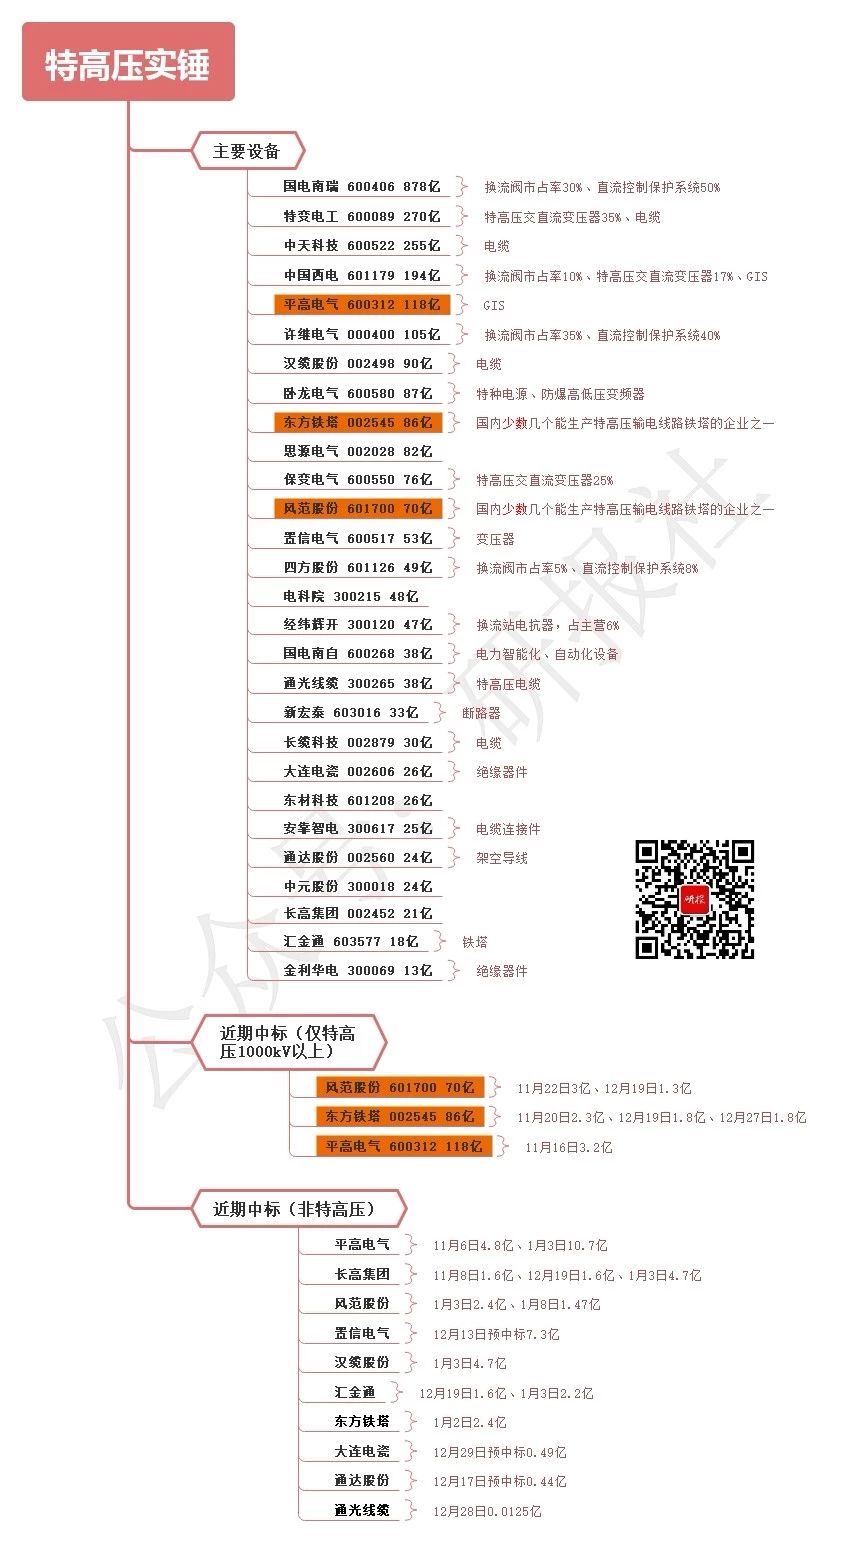 特高压实锤
主要设备
国电南瑞 600406 878亿 换流阀市占率30%、直流控制保护系统50%
特变电工 600089 270亿 特高压交直流变压器35%、电缆
中天科技 600522 255亿 电缆
中国西电 601179 194亿 换流阀市占率10%、特高压交直流变压器17%、GIS
平高电气 600312 118亿 GIS
许继电气 000400 105亿 换流阀市占率35%、直流控制保护系统40%
汉缆股份 002498 90亿 电缆
卧龙电气 600580 87亿 特种电源、防爆高低压变频器
东方铁塔 002545 86亿 国内少数几个能生产特高压输电线路铁塔的企业之一
思源电气 002028 82亿
保变电气 600550 76亿 特高压交直流变压器25%
风范股份 601700 70亿 国内少数几个能生产特高压输电线路铁塔的企业之一
置信电气 600517 53亿 变压器
四方股份 601126 49亿 换流阀市占率5%、直流控制保护系统8%
电科院 300215 48亿
经纬辉开 300120 47亿 换流站电抗器，占主营6%
国电南自 600268 38亿 电力智能化、自动化设备
通光线缆 300265 38亿 特高压电缆
新宏泰 603016 33亿 断路器
长缆科技 002879 30亿 电缆
大连电瓷 002606 26亿 绝缘器件
东材科技 601208 26亿
安靠智电 300617 25亿 电缆连接件
通达股份 002560 24亿 架空导线
中元股份 300018 24亿
长高集团 002452 21亿
汇金通 603577 18亿 铁塔
金利华电 300069 13亿 绝缘器件
近期中标（仅特高
压1000kV以上）
风范股份 601700 70亿 11月22日3亿、12月19日1.3亿
东方铁塔 002545 86亿 11月20日2.3亿、12月19日1.8亿、12月27日1.8亿
平高电气 600312 118亿 11月16日3.2亿
近期中标（非特高压）
平高电气 11月6日4.8亿、1月3日10.7亿
长高集团 11月8日1.6亿、12月19日1.6亿、1月3日4.7亿
风范股份 1月3日2.4亿、1月8日1.47亿
置信电气 12月13日预中标7.3亿
汉缆股份 1月3日4.7亿
汇金通 12月19日1.6亿、1月3日2.2亿
东方铁塔 1月2日2.4亿
大连电瓷 12月29日预中标0.49亿
通达股份 12月17日预中标0.44亿
通光线缆 12月28日0.0125亿
公众号：研报社
研报